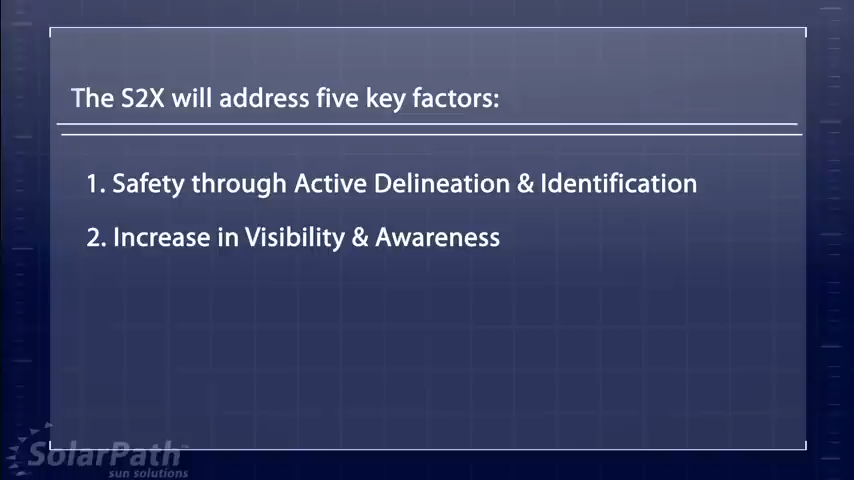 The S2X will address five key factors:
1. Safety through Active Delineation & Identification
2. Increase in Visibility & Awareness
SolarPath™
sun solutions